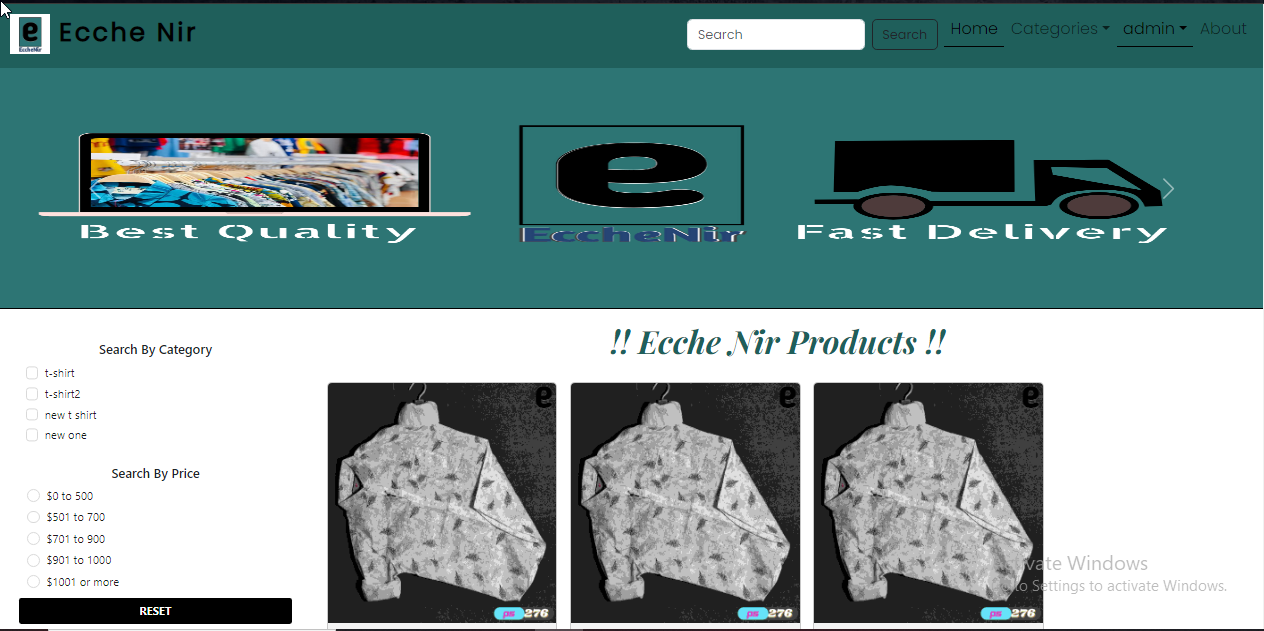 e
EccheNir
Ecche Nir
Search
Search
Home
Categories
admin
About
Best Quality
e
EccheNir
Fast Delivery
Search By Category
t-shirt
t-shirt2
new t shirt
new one
Search By Price
$0 to 500
$501 to 700
$701 to 900
$901 to 1000
$1001 or more
RESET
!! Ecche Nir Products !!
e
ps 276
e
ps 276
e
ps 276
vate Windows
to Settings to activate Windows.